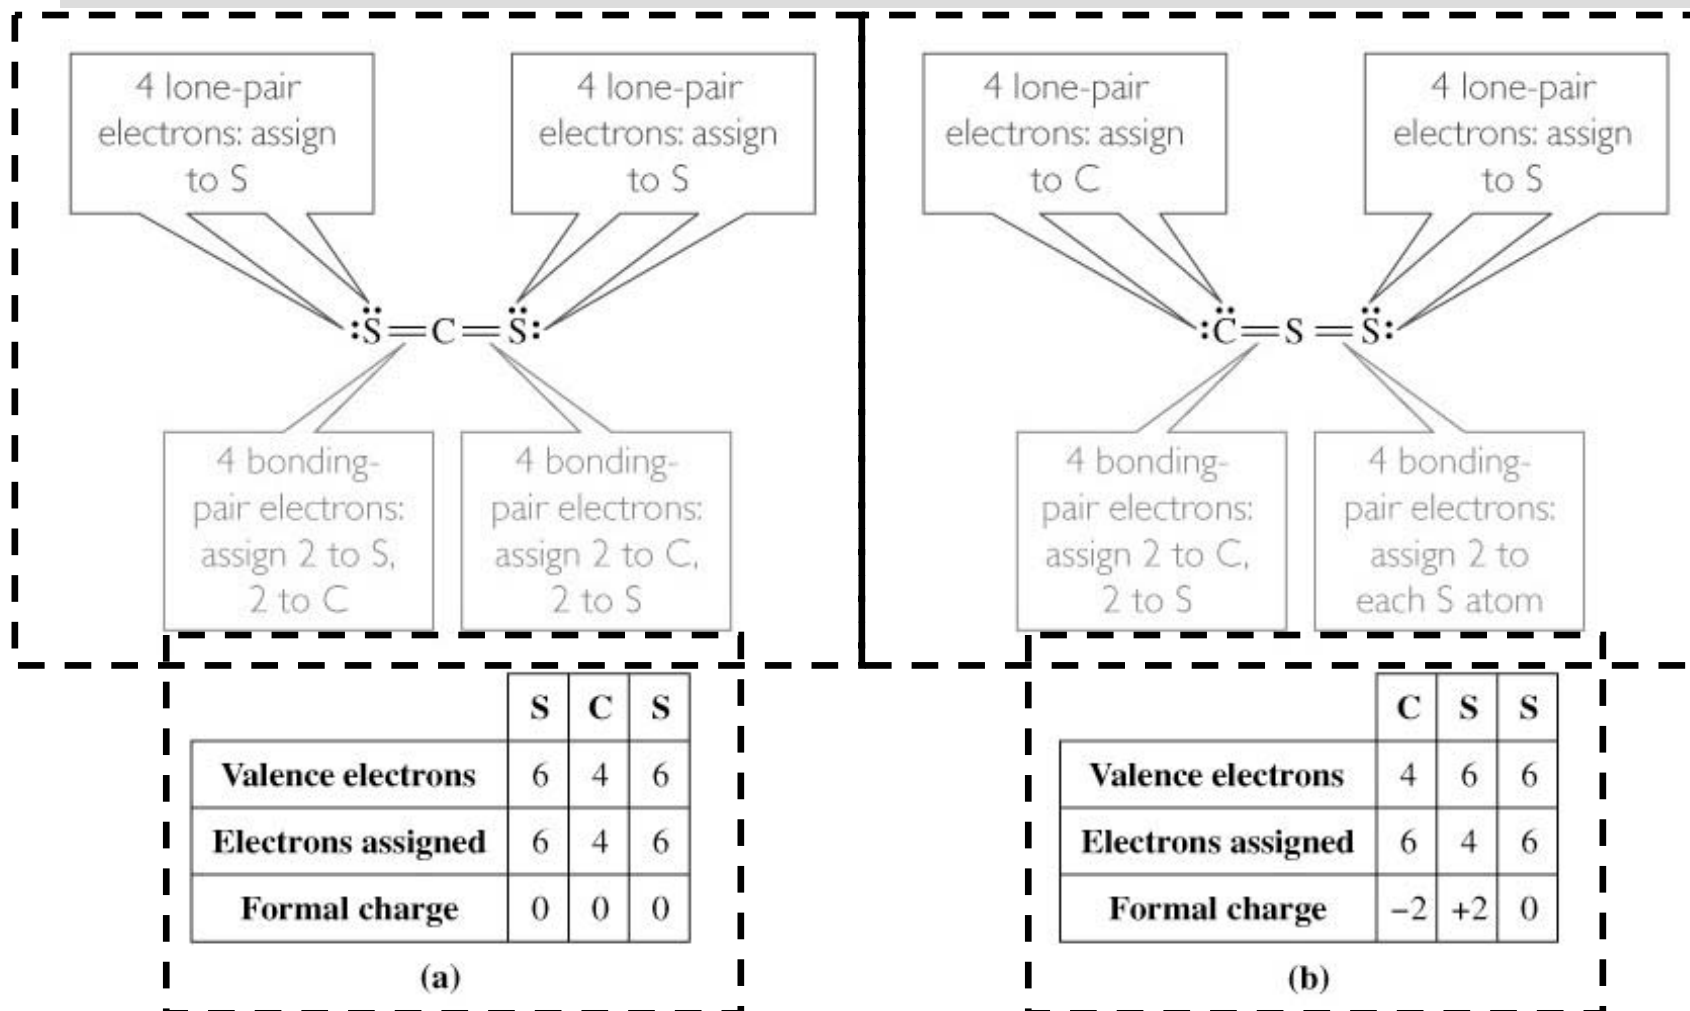 4 lone-pair
electrons: assign
to S
4 lone-pair
electrons: assign
to S
:S̈=C=S̈:
4 bonding-
pair electrons:
assign 2 to S,
2 to C
4 bonding-
pair electrons:
assign 2 to C,
2 to S
S C S
Valence electrons 6 4 6
Electrons assigned 6 4 6
Formal charge 0 0 0
(a)
4 lone-pair
electrons: assign
to C
4 lone-pair
electrons: assign
to S
:C̈=S=S̈:
4 bonding-
pair electrons:
assign 2 to C,
2 to S
4 bonding-
pair electrons:
assign 2 to
each S atom
C S S
Valence electrons 4 6 6
Electrons assigned 6 4 6
Formal charge −2 +2 0
(b)